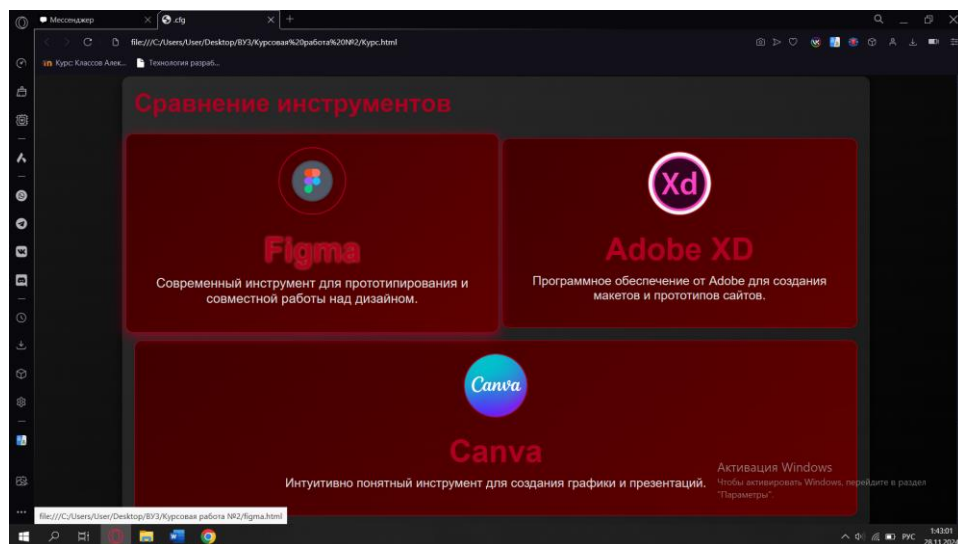 Мессенджер
.cfg
file:///C:/Users/User/Desktop/ВУЗ/Курсовая%20работа%20№2/Курс.html
Курс: Классов Алек...
Технология разраб...
Сравнение инструментов
Figma
Современный инструмент для прототипирования и
совместной работы над дизайном.
Xd
Adobe XD
Программное обеспечение от Adobe для создания
макетов и прототипов сайтов.
Canva
Canva
Интуитивно понятный инструмент для создания графики и презентаций.
Активация Windows
Чтобы активировать Windows, перейдите в раздел
"Параметры".
file:///C:/Users/User/Desktop/ВУЗ/Курсовая работа №2/figma.html
РУС
1:43:01
28.11.2024